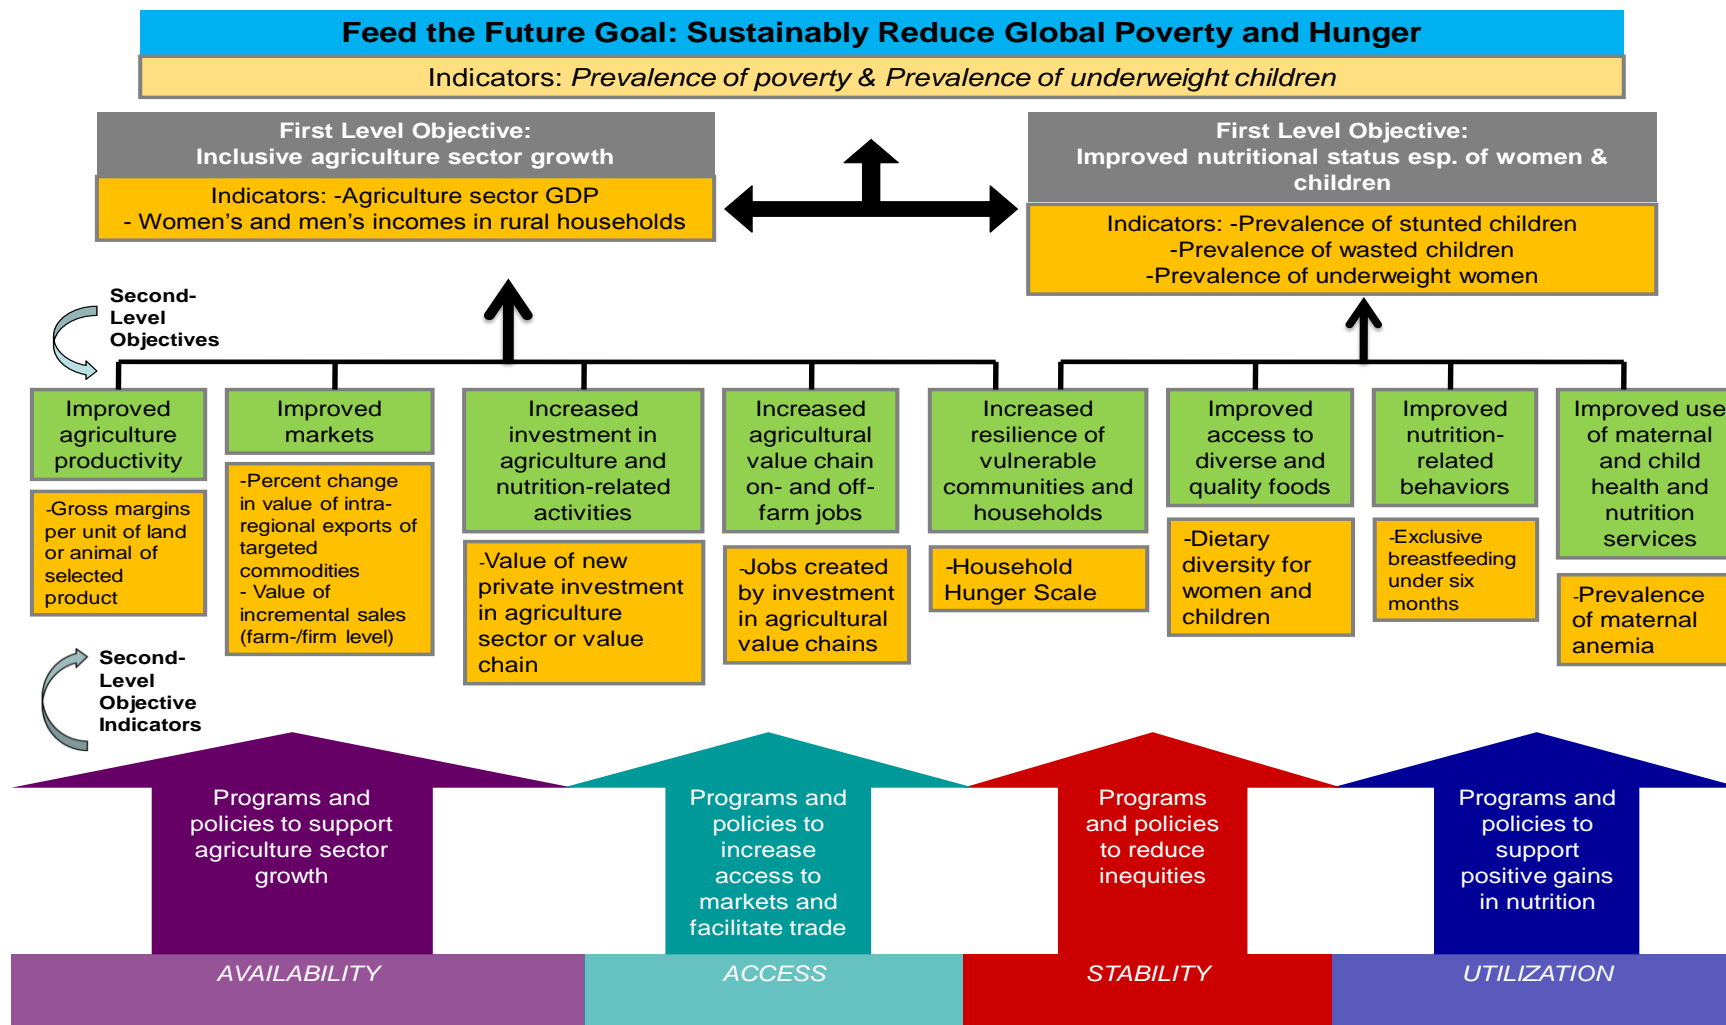 Feed the Future Goal: Sustainably Reduce Global Poverty and Hunger
Indicators: Prevalence of poverty & Prevalence of underweight children
First Level Objective:
Inclusive agriculture sector growth
Indicators: -Agriculture sector GDP
- Women’s and men’s incomes in rural households
First Level Objective:
Improved nutritional status esp. of women &
children
Indicators: -Prevalence of stunted children
-Prevalence of wasted children
-Prevalence of underweight women
Second-
Level
Objectives
Improved
agriculture
productivity
-Gross margins
per unit of land
or animal of
selected
product
Improved
markets
-Percent change
in value of intra-
regional exports of
targeted
commodities
- Value of
incremental sales
(farm-/firm level)
Increased
investment in
agriculture and
nutrition-related
activities
-Value of new
private investment
in agriculture
sector or value
chain
Increased
agricultural
value chain
on- and off-
farm jobs
-Jobs created
by investment
in agricultural
value chains
Increased
resilience of
vulnerable
communities and
households
-Household
Hunger Scale
Improved
access to
diverse and
quality foods
-Dietary
diversity for
women and
children
Improved
nutrition-
related
behaviors
-Exclusive
breastfeeding
under six
months
Improved use
of maternal
and child
health and
nutrition
services
-Prevalence
of maternal
anemia
Second-
Level
Objective
Indicators
Programs and
policies to support
agriculture sector
growth
Programs and
policies to
increase
access to
markets and
facilitate trade
Programs
and policies
to reduce
inequities
Programs and
policies to
support
positive gains
in nutrition
AVAILABILITY
ACCESS
STABILITY
UTILIZATION